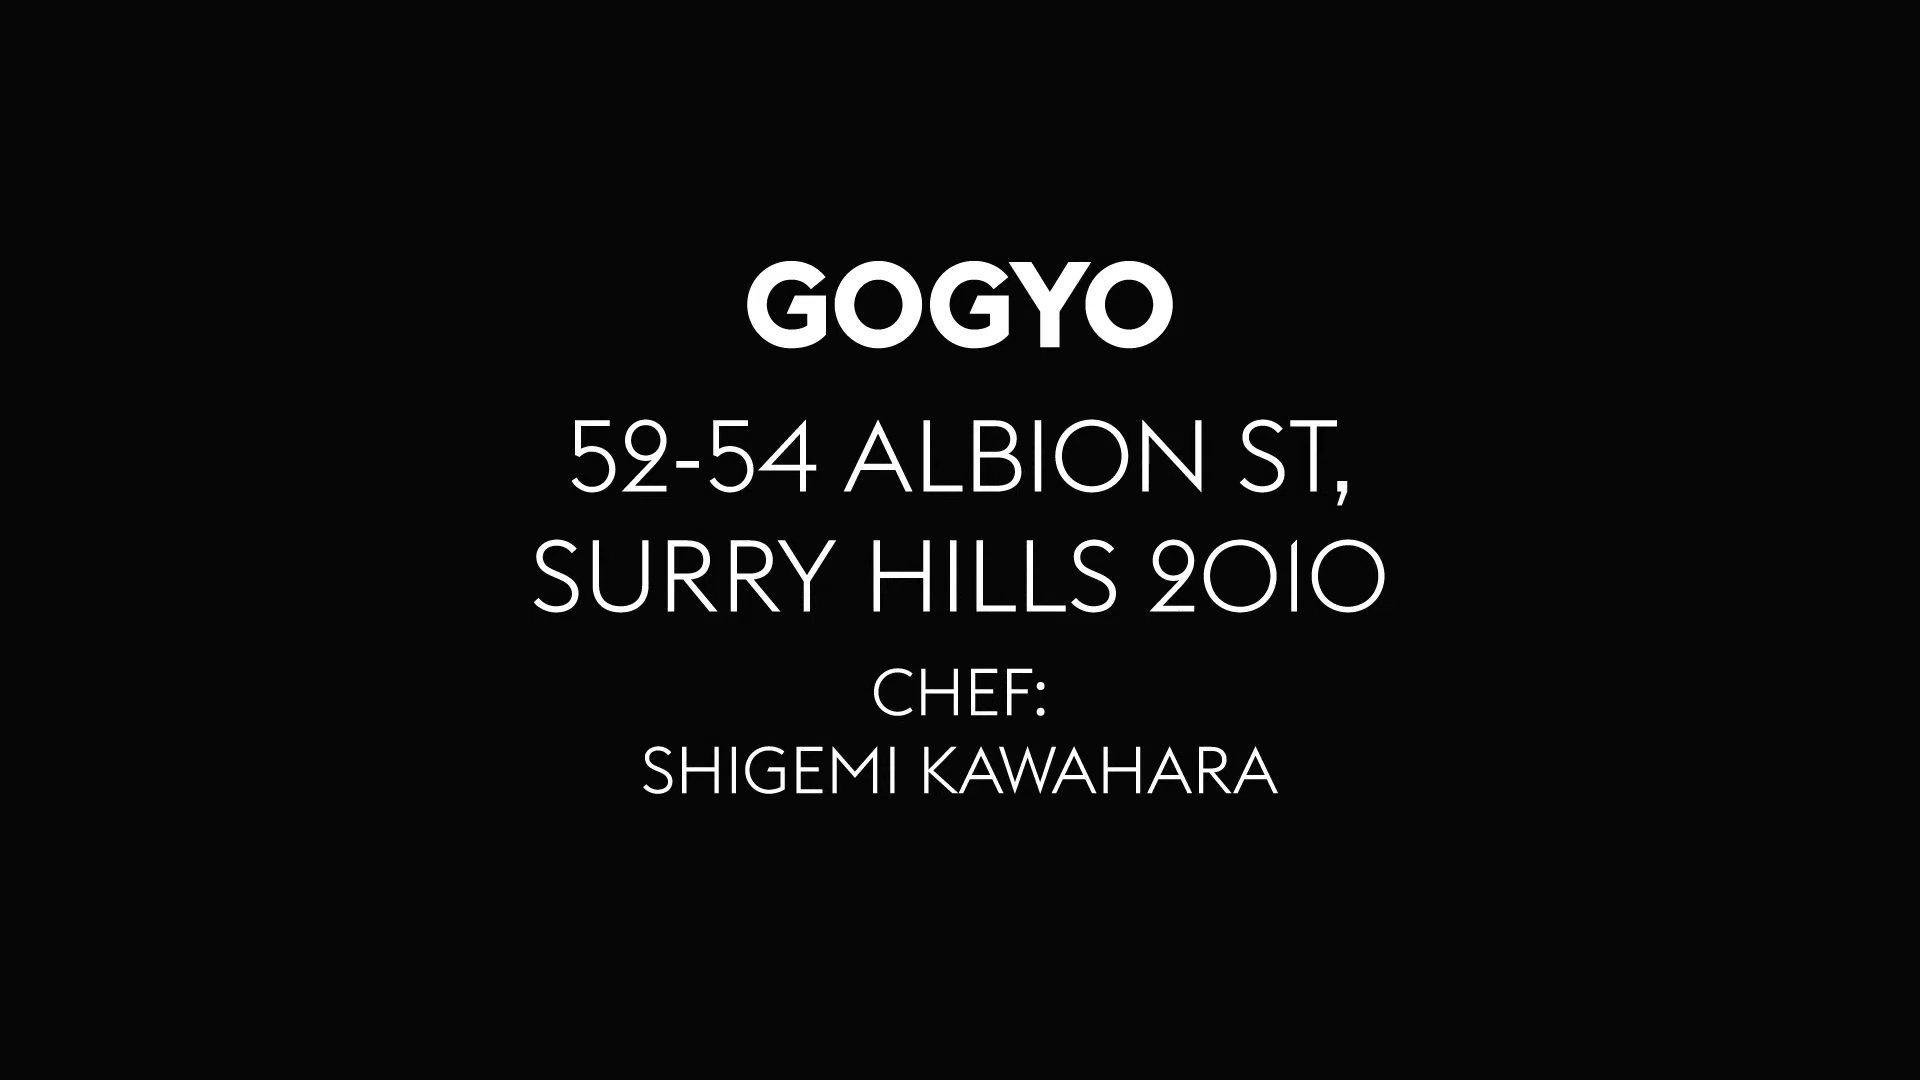 GOGYO
52-54 ALBION ST,
SURRY HILLS 2010
CHEF:
SHIGEMI KAWAHARA